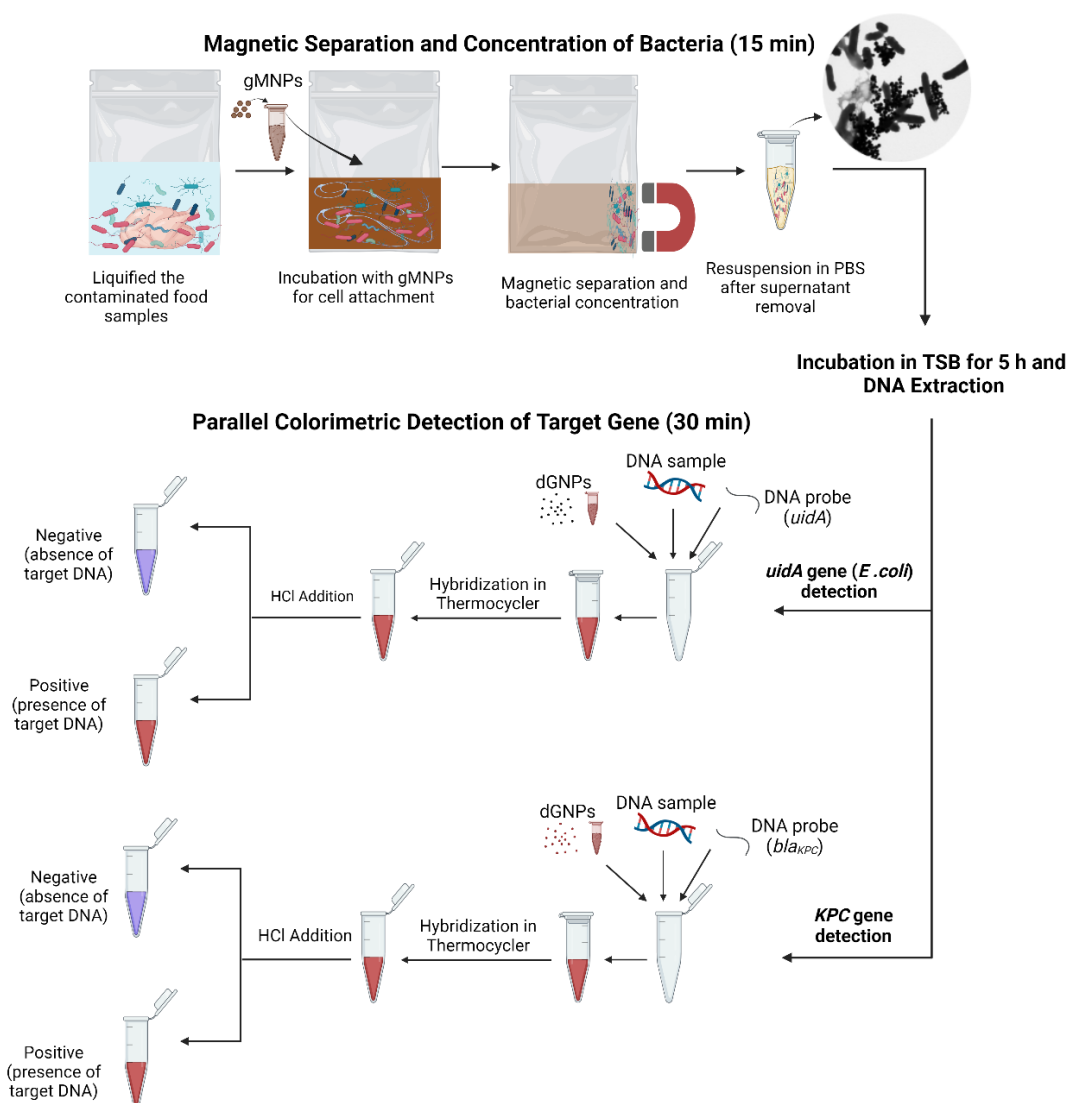 Magnetic Separation and Concentration of Bacteria (15 min)
gMNPs
Liquified the
contaminated food
samples
Incubation with gMNPs
for cell attachment
Magnetic separation and
bacterial concentration
Resuspension in PBS
after supernatant
removal
Incubation in TSB for 5 h and
DNA Extraction
Parallel Colorimetric Detection of Target Gene (30 min)
DNA sample
dGNPs
DNA probe
(uidA)
Negative
(absence of
target DNA)
HCl Addition
Hybridization in
Thermocycler
uidA gene (E .coli)
detection
Positive
(presence of
target DNA)
DNA sample
dGNPs
DNA probe
(blaKPC)
Negative
(absence of
target DNA)
HCl Addition
Hybridization in
Thermocycler
KPC gene
detection
Positive
(presence of
target DNA)